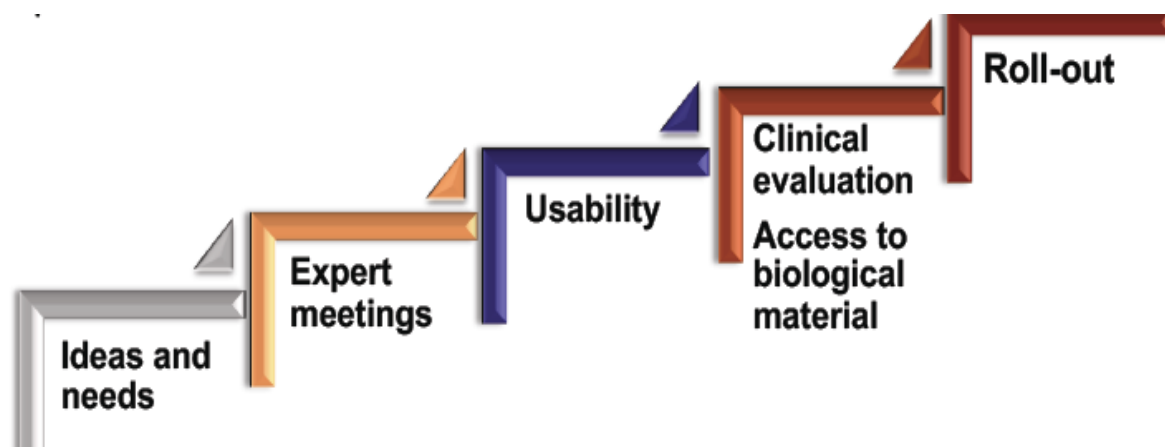 Ideas and
needs
Expert
meetings
Usability
Clinical
evaluation
Access to
biological
material
Roll-out